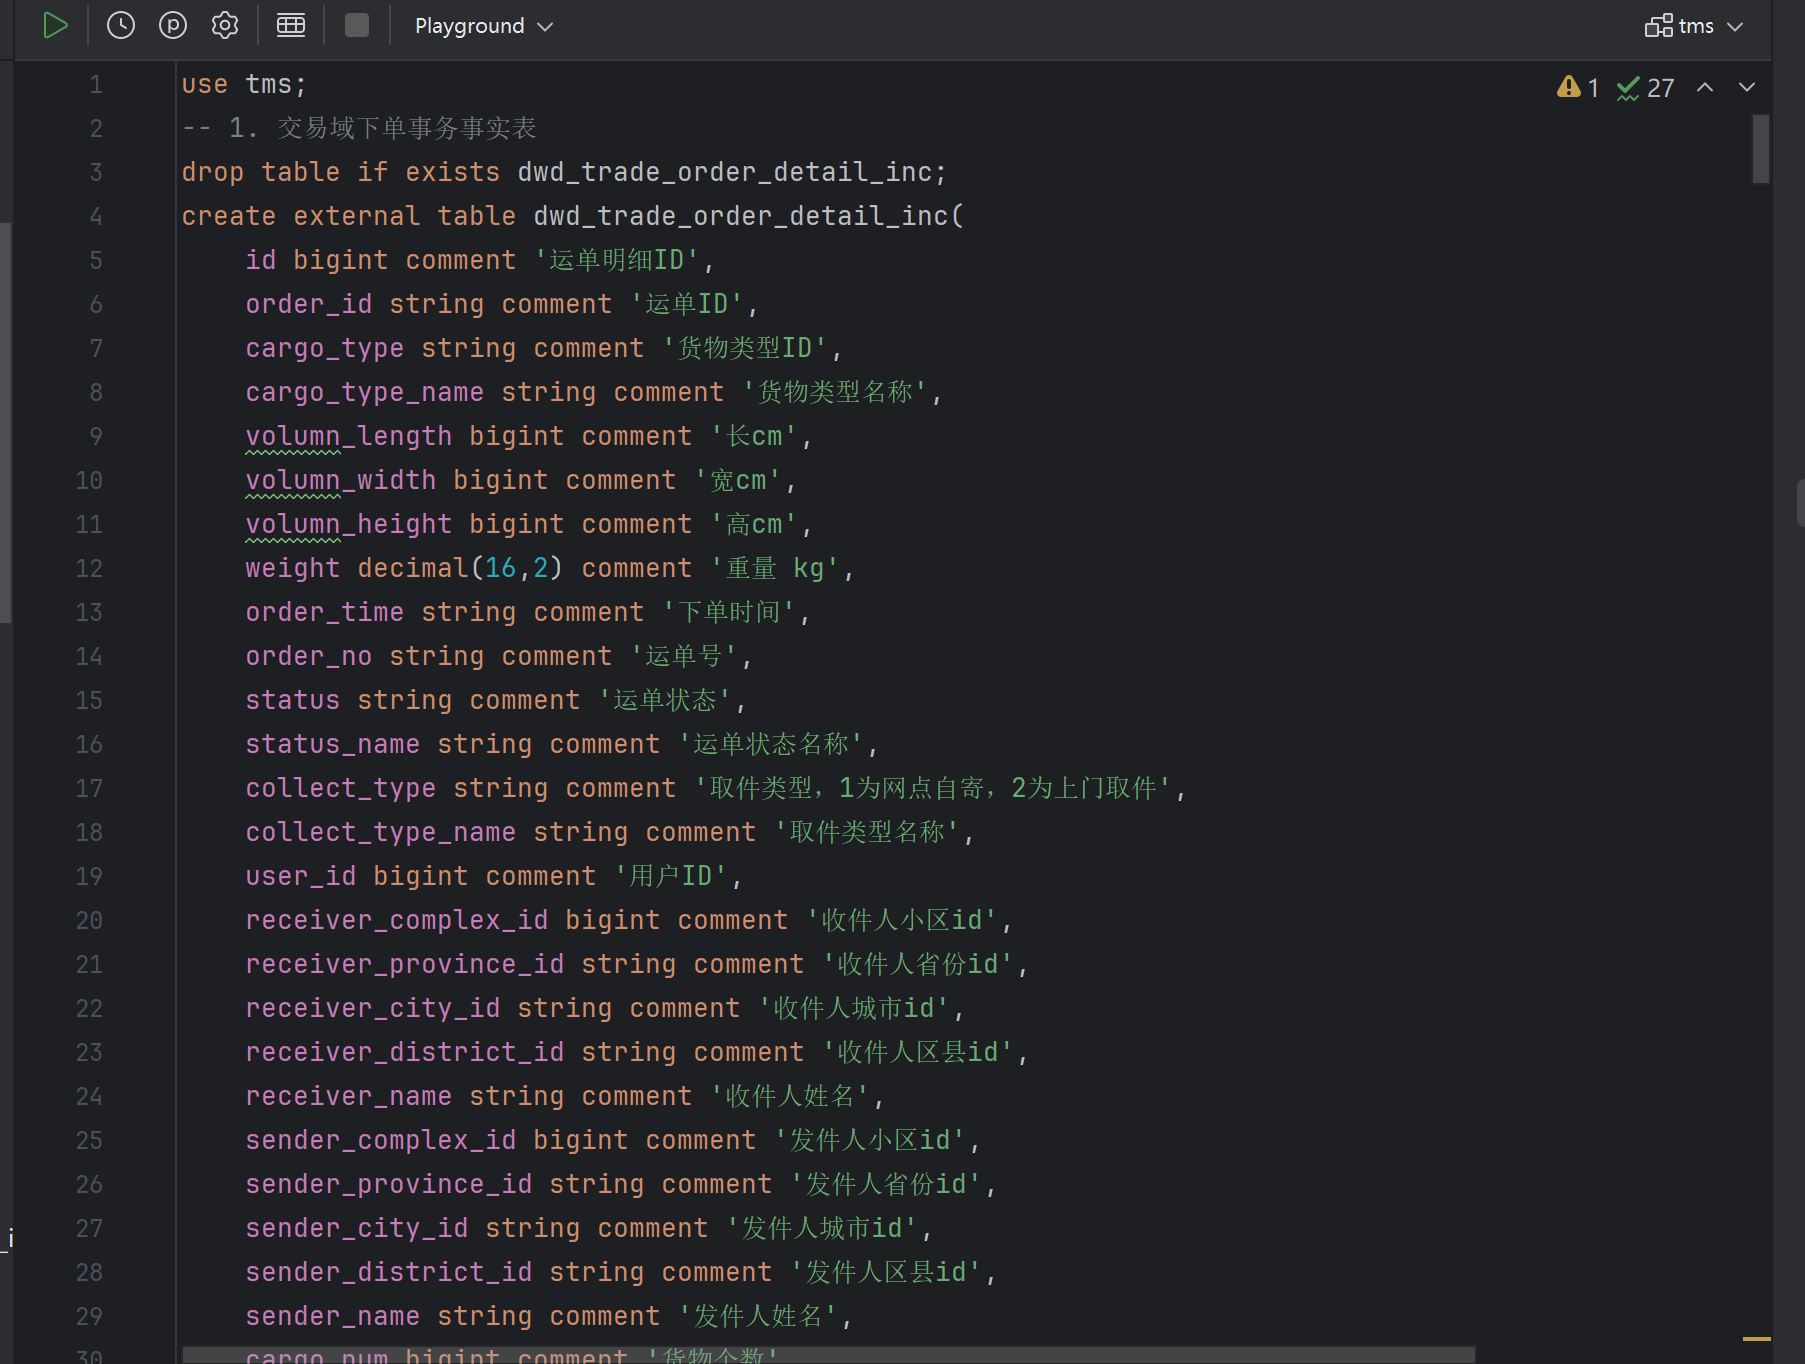 Playground
tms
1 27
1 use tms;
2 -- 1. 交易域下单事务事实表
3 drop table if exists dwd_trade_order_detail_inc;
4 create external table dwd_trade_order_detail_inc(
5 id bigint comment '运单明细ID',
6 order_id string comment '运单ID',
7 cargo_type string comment '货物类型ID',
8 cargo_type_name string comment '货物类型名称',
9 volumn_length bigint comment '长cm',
10 volumn_width bigint comment '宽cm',
11 volumn_height bigint comment '高cm',
12 weight decimal(16,2) comment '重量 kg',
13 order_time string comment '下单时间',
14 order_no string comment '运单号',
15 status string comment '运单状态',
16 status_name string comment '运单状态名称',
17 collect_type string comment '取件类型，1为网点自寄，2为上门取件',
18 collect_type_name string comment '取件类型名称',
19 user_id bigint comment '用户ID',
20 receiver_complex_id bigint comment '收件人小区id',
21 receiver_province_id string comment '收件人省份id',
22 receiver_city_id string comment '收件人城市id',
23 receiver_district_id string comment '收件人区县id',
24 receiver_name string comment '收件人姓名',
25 sender_complex_id bigint comment '发件人小区id',
26 sender_province_id string comment '发件人省份id',
27 sender_city_id string comment '发件人城市id',
_i
28 sender_district_id string comment '发件人区县id',
29 sender_name string comment '发件人姓名',
30 cargo_num bigint comment '货物个数'